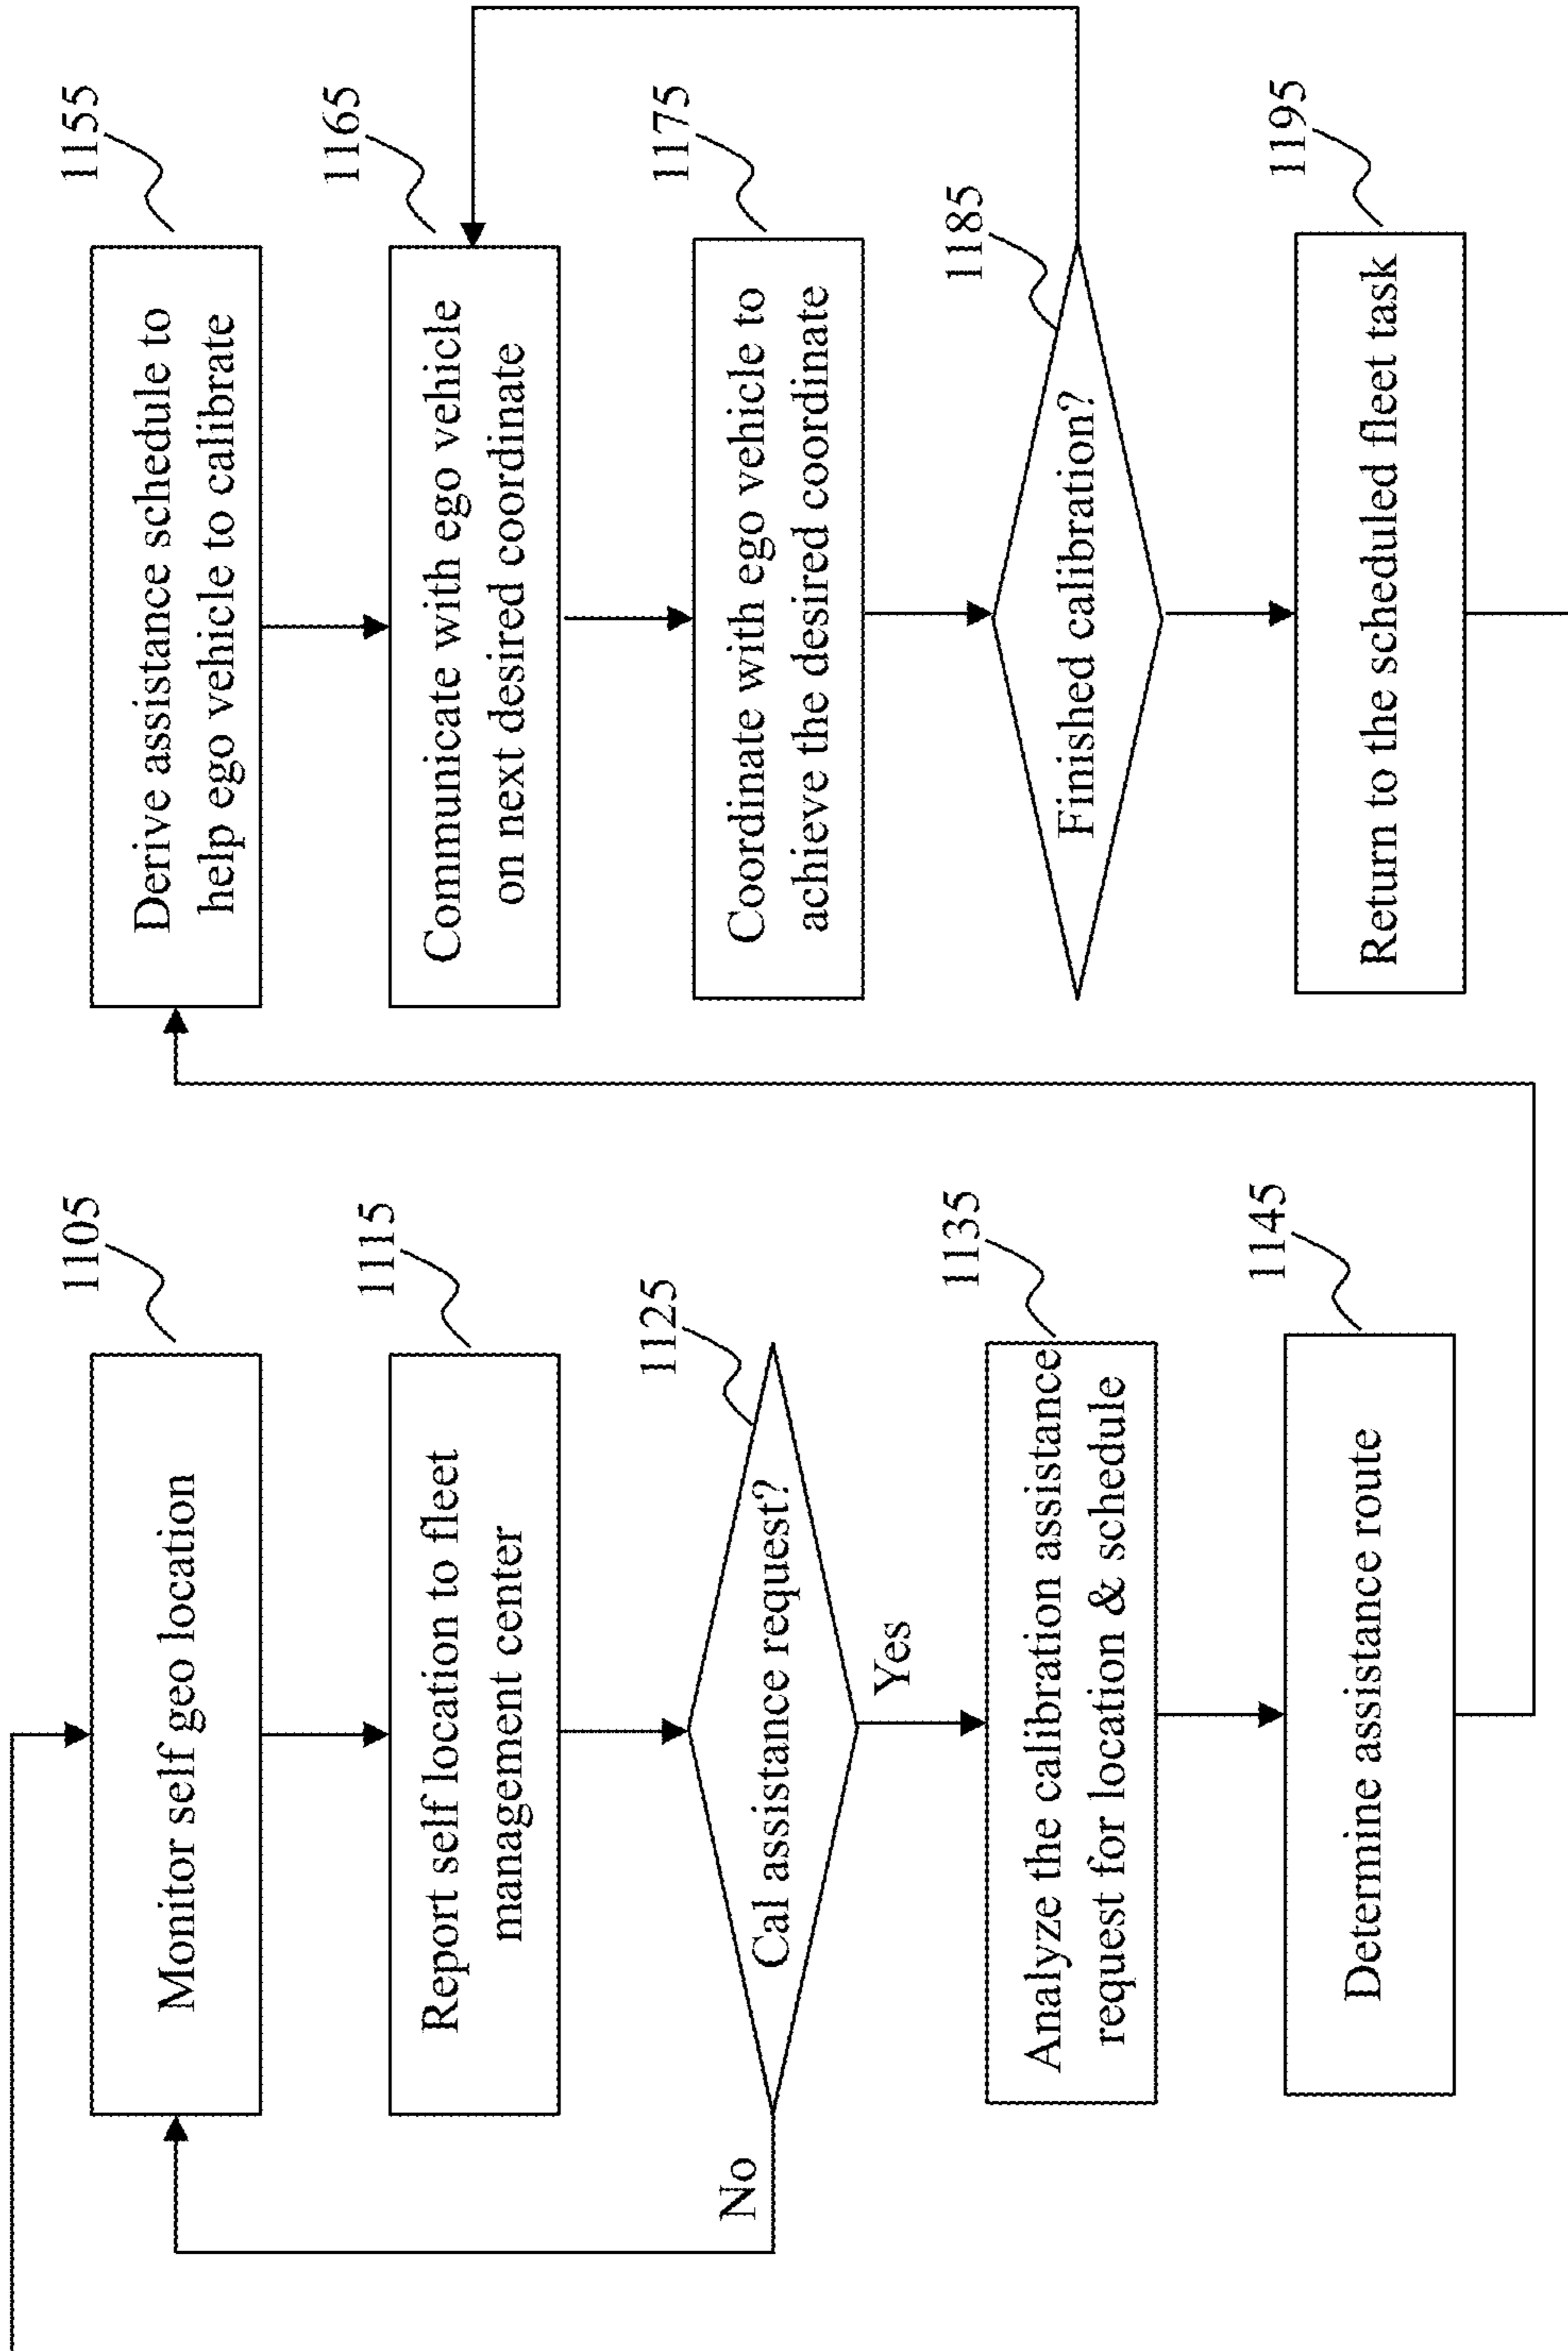 Monitor self geo location
1105
Report self location to fleet
management center
1115
Cal assistance request?
1125
No
Yes
Analyze the calibration assistance
request for location & schedule
1135
Determine assistance route
1145
Derive assistance schedule to
help ego vehicle to calibrate
1155
Communicate with ego vehicle
on next desired coordinate
1165
Coordinate with ego vehicle to
achieve the desired coordinate
1175
Finished calibration?
1185
Return to the scheduled fleet task
1195